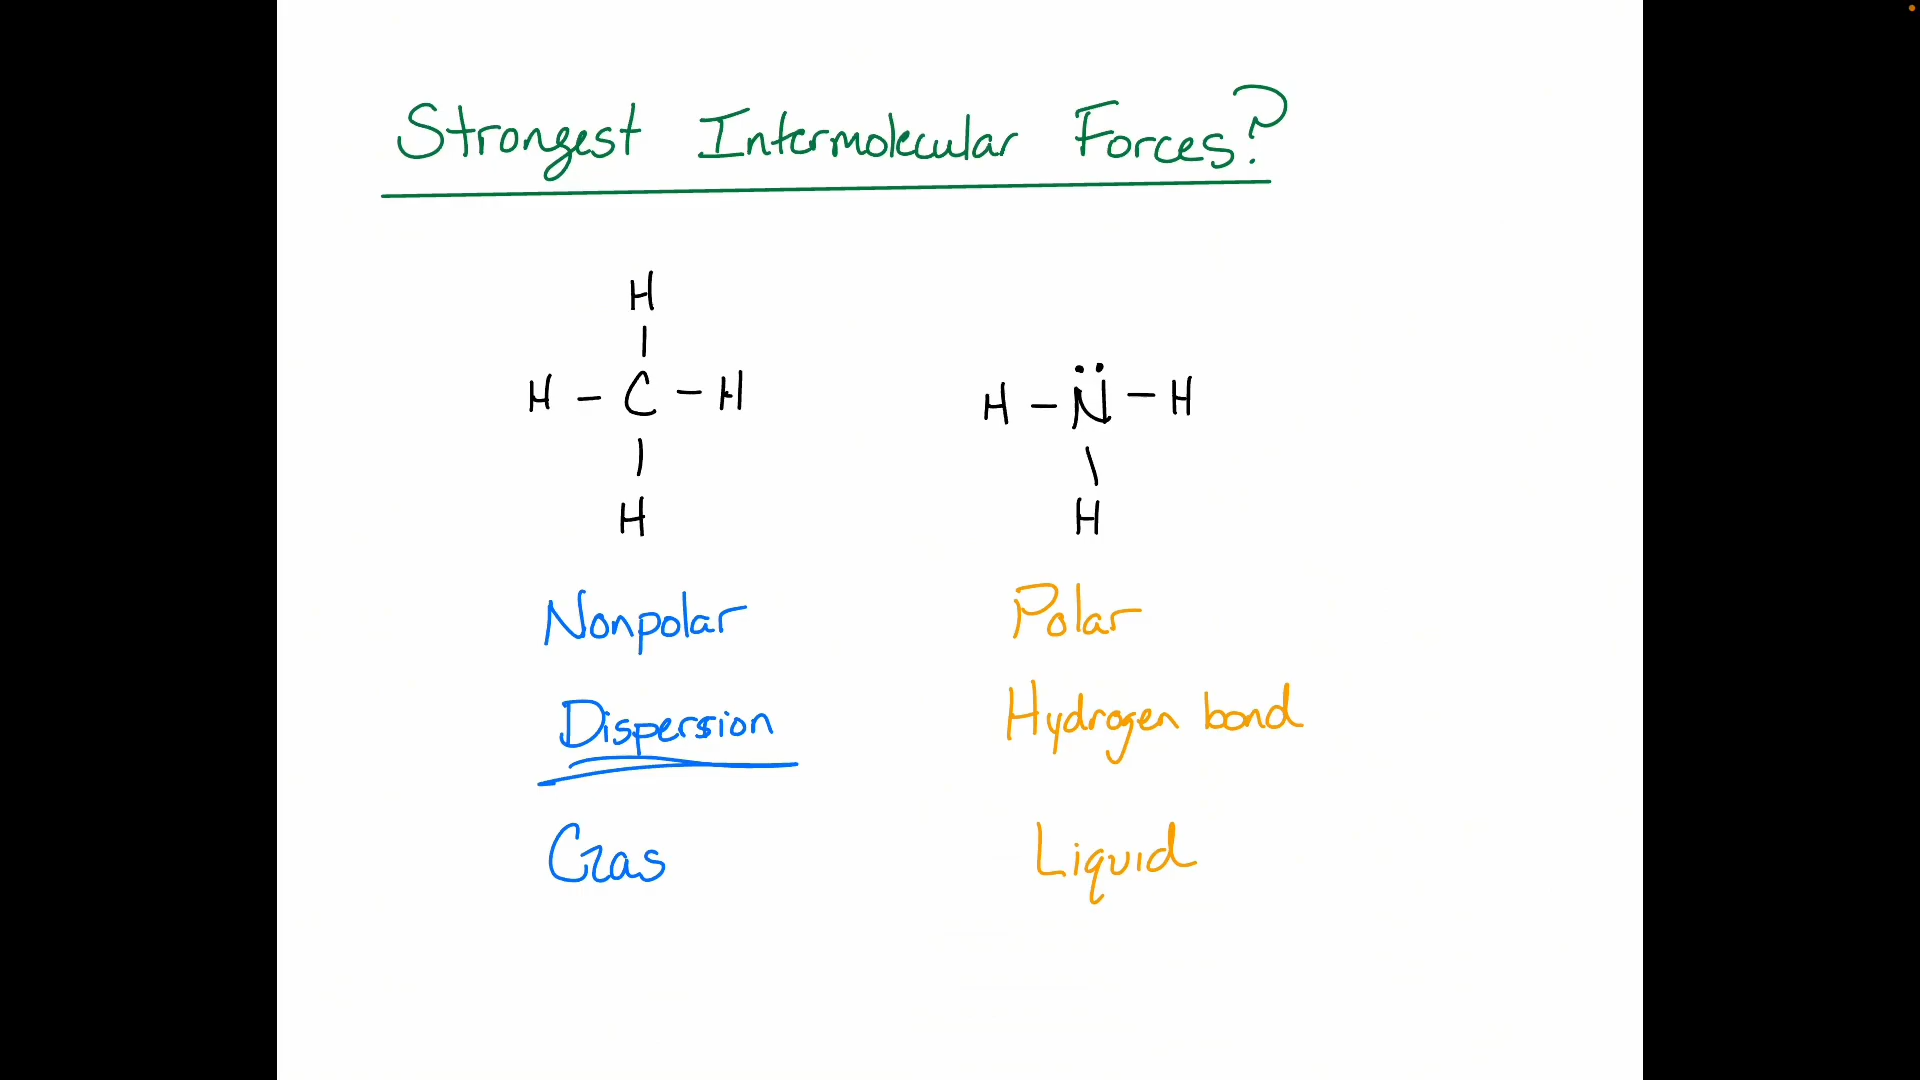 Strongest Intermolecular Forces?
H
H - C - H
H
H - N - H
H
Nonpolar
Dispersion
Gas
Polar
Hydrogen bond
Liquid